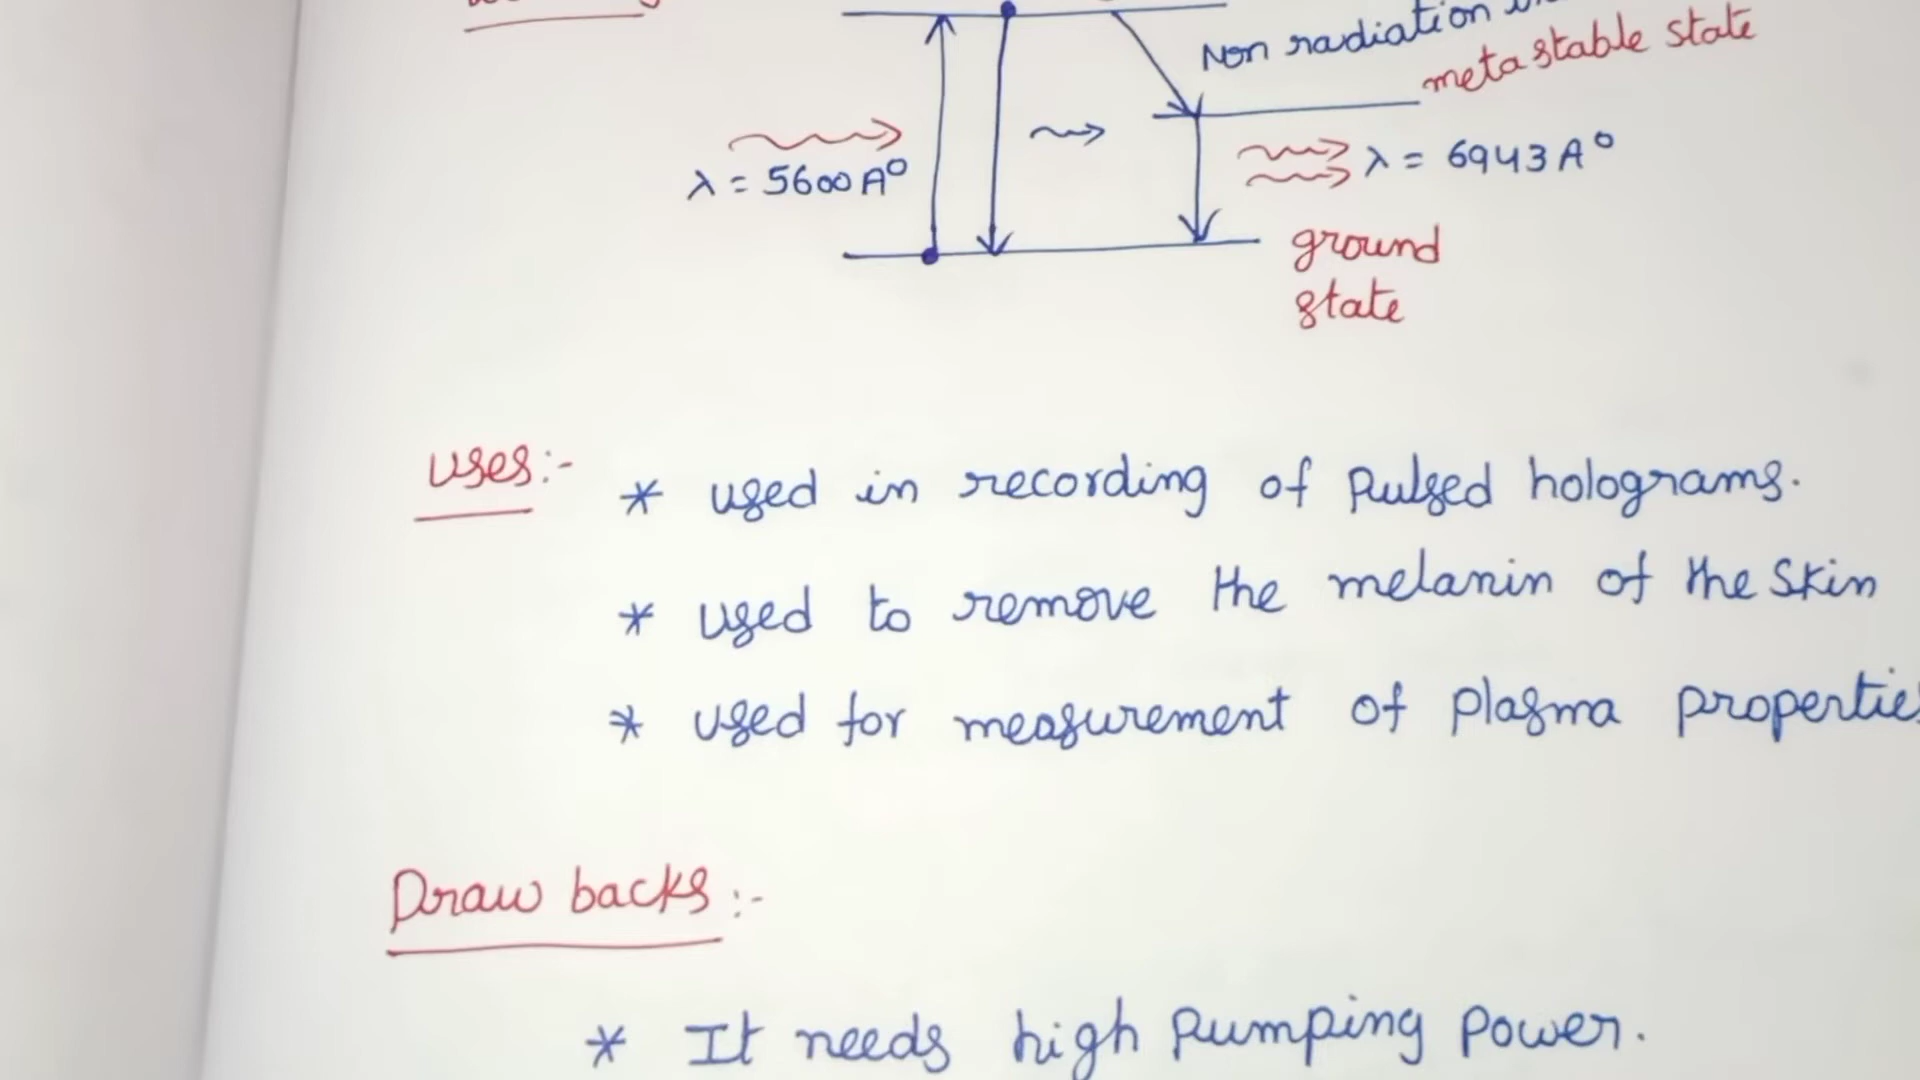 Non radiation
meta stable state
λ = 5600 A°
λ = 6943 A°
ground
state
uses:-
* used in recording of pulsed holograms.
* used to remove the melanin of the skin
* used for measurement of plasma properties
Draw backs :-
* It needs high pumping power.